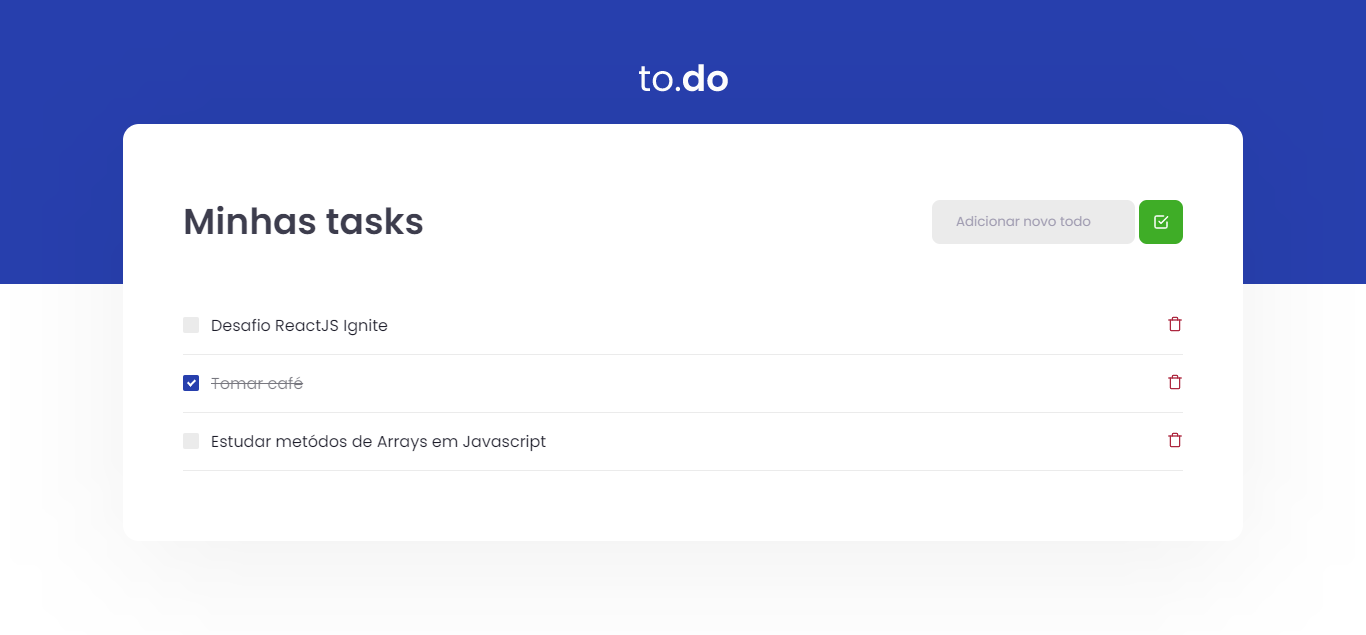 to.do
Minhas tasks
Adicionar novo todo
Desafio ReactJS Ignite
Tomar café
Estudar metódos de Arrays em Javascript